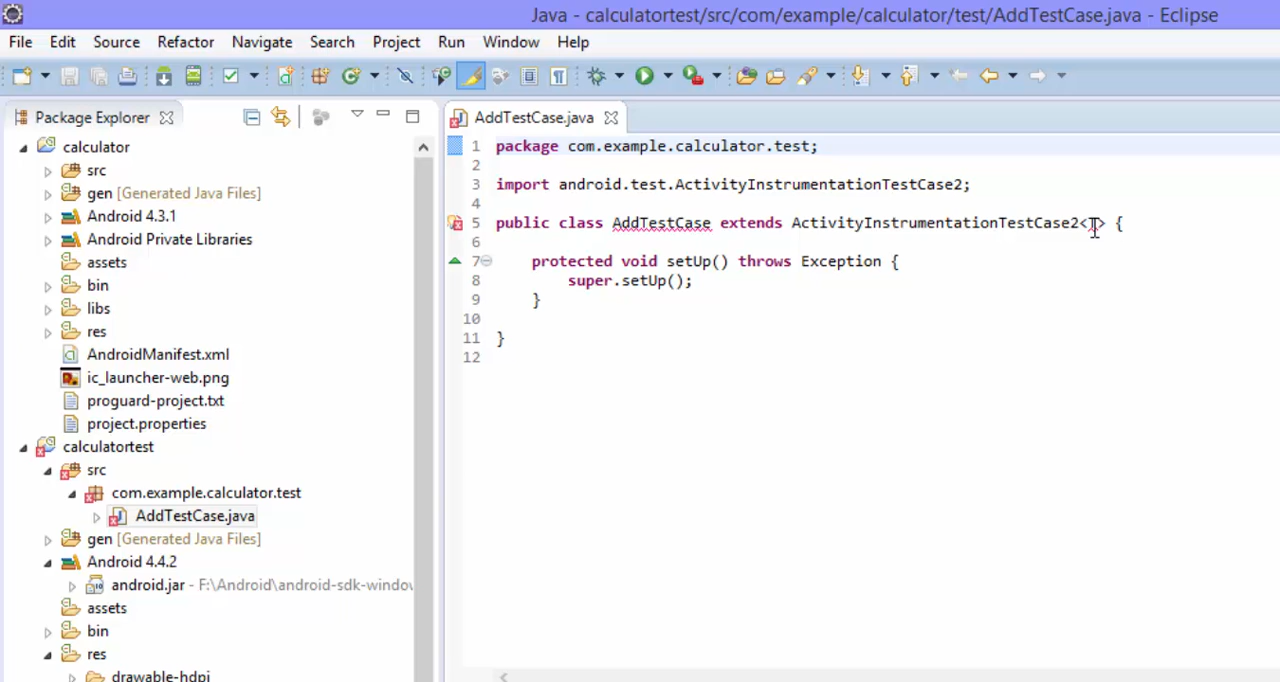 Java - calculatortest/src/com/example/calculator/test/AddTestCase.java - Eclipse
File Edit Source Refactor Navigate Search Project Run Window Help
Package Explorer
calculator
src
gen [Generated Java Files]
Android 4.3.1
Android Private Libraries
assets
bin
libs
res
AndroidManifest.xml
ic_launcher-web.png
proguard-project.txt
project.properties
calculatortest
src
com.example.calculator.test
AddTestCase.java
gen [Generated Java Files]
Android 4.4.2
android.jar - F:\Android\android-sdk-window
assets
bin
res
drawable-hdpi
AddTestCase.java
1 package com.example.calculator.test;
2
3 import android.test.ActivityInstrumentationTestCase2;
4
5 public class AddTestCase extends ActivityInstrumentationTestCase2<> {
6
7 protected void setUp() throws Exception {
8 super.setUp();
9 }
10
11 }
12